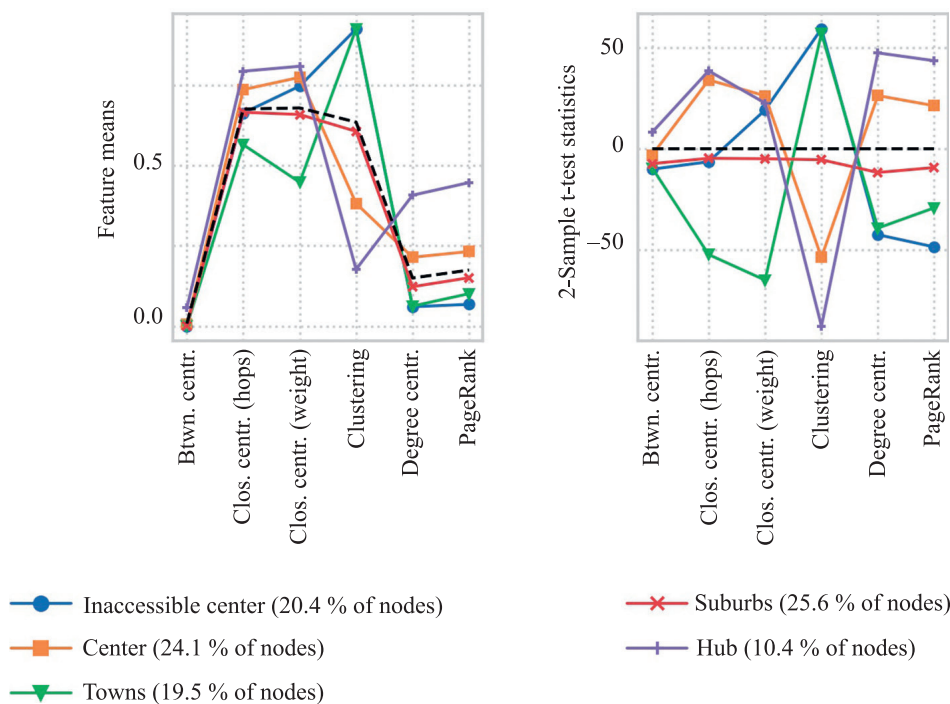 Feature means
0.5
0.0
Btwn. centr.
Clos. centr. (hops)
Clos. centr. (weight)
Clustering
Degree centr.
PageRank
2-Sample t-test statistics
50
0
–50
Btwn. centr.
Clos. centr. (hops)
Clos. centr. (weight)
Clustering
Degree centr.
PageRank
Inaccessible center (20.4 % of nodes)
Center (24.1 % of nodes)
Towns (19.5 % of nodes)
Suburbs (25.6 % of nodes)
Hub (10.4 % of nodes)